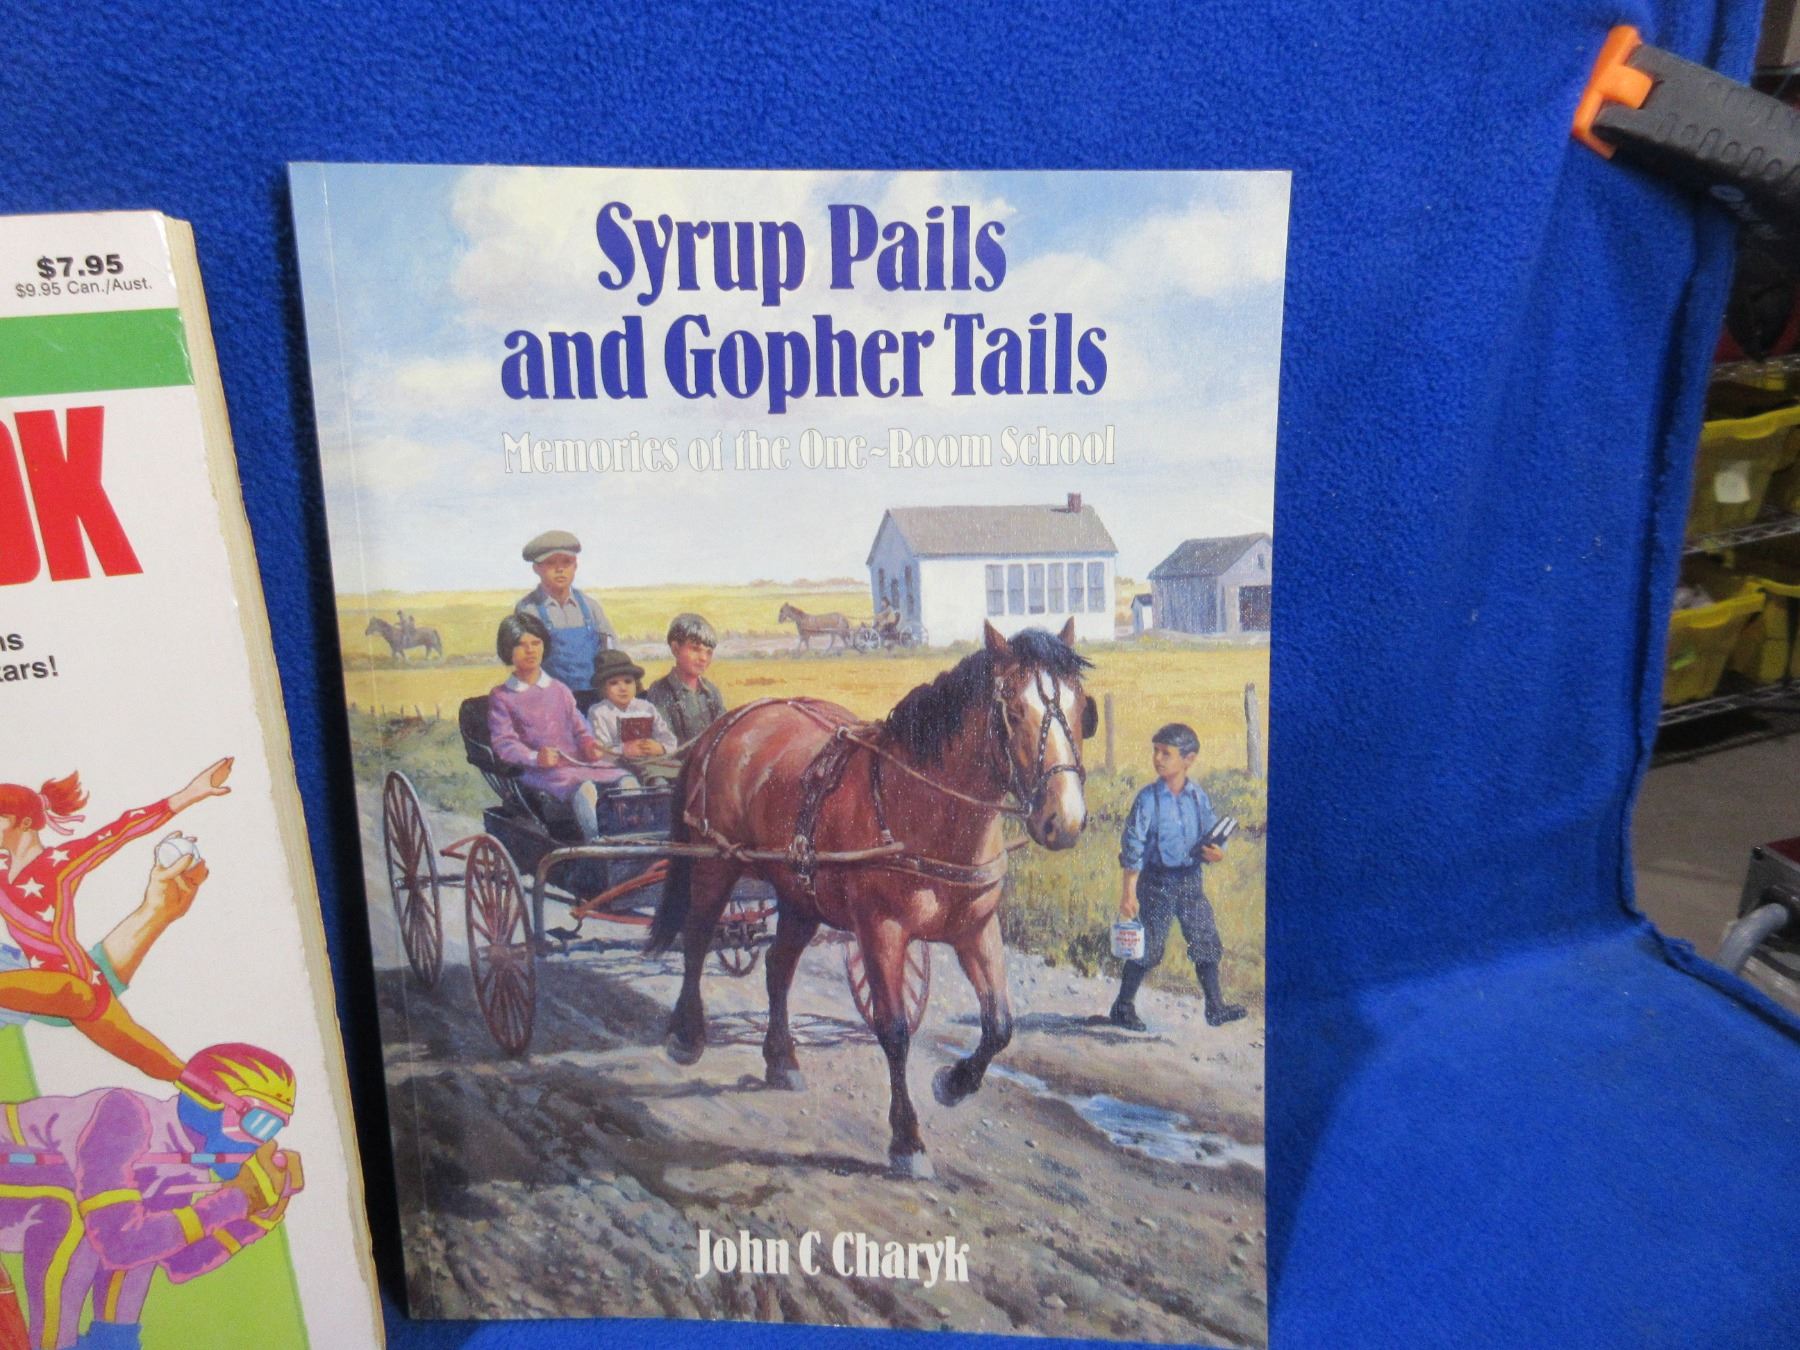 $7.95
$9.95 Can./Aust.
OK
ns
tars!
Syrup Pails
and Gopher Tails
Memories of the One~Room School
John C Charyk